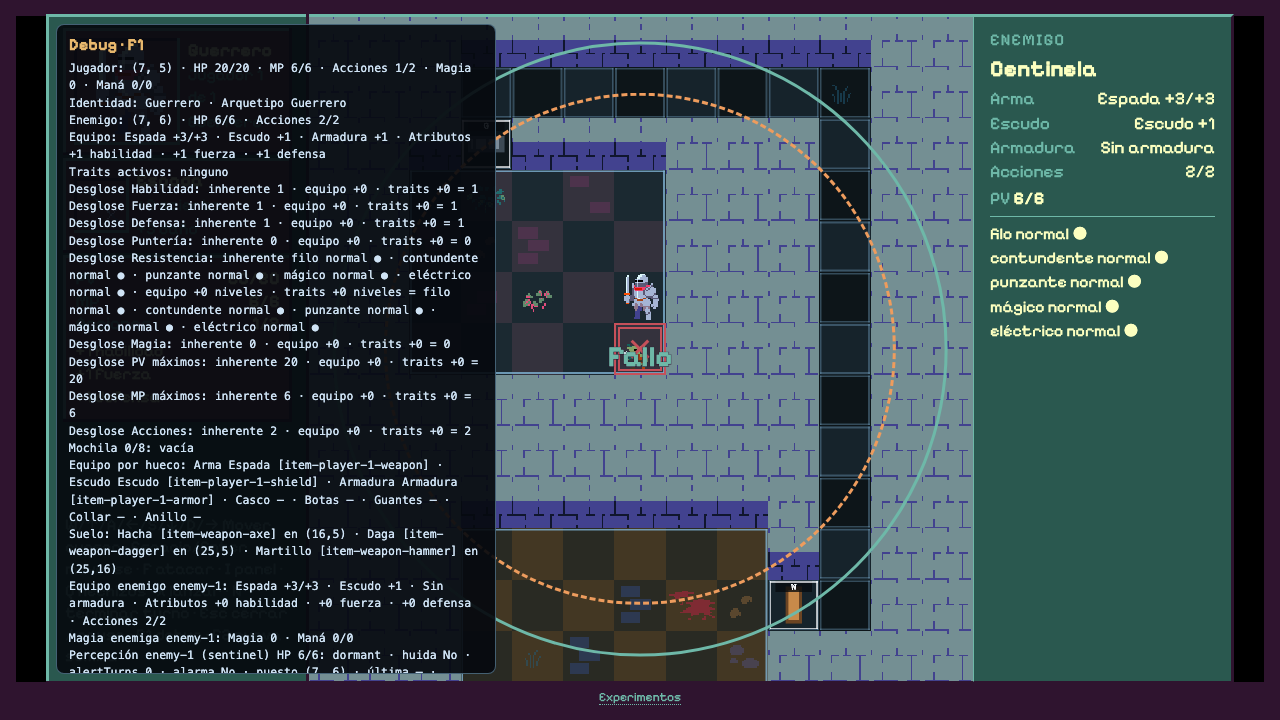 Debug · F1
Jugador: (7, 5) · HP 20/20 · MP 6/6 · Acciones 1/2 · Magia
0 · Maná 0/0
Identidad: Guerrero · Arquetipo Guerrero
Enemigo: (7, 6) · HP 6/6 · Acciones 2/2
Equipo: Espada +3/+3 · Escudo +1 · Armadura +1 · Atributos
+1 habilidad · +1 fuerza · +1 defensa
Traits activos: ninguno
Desglose Habilidad: inherente 1 · equipo +0 · traits +0 = 1
Desglose Fuerza: inherente 1 · equipo +0 · traits +0 = 1
Desglose Defensa: inherente 1 · equipo +0 · traits +0 = 1
Desglose Puntería: inherente 0 · equipo +0 · traits +0 = 0
Desglose Resistencia: inherente filo normal ● · contundente
normal ● · punzante normal ● · mágico normal ● · eléctrico
normal ● · equipo +0 niveles · traits +0 niveles = filo
normal ● · contundente normal ● · punzante normal ● ·
mágico normal ● · eléctrico normal ●
Desglose Magia: inherente 0 · equipo +0 · traits +0 = 0
Desglose PV máximos: inherente 20 · equipo +0 · traits +0 =
20
Desglose MP máximos: inherente 6 · equipo +0 · traits +0 =
6
Desglose Acciones: inherente 2 · equipo +0 · traits +0 = 2
Mochila 0/8: vacía
Equipo por hueco: Arma Espada [item-player-1-weapon] ·
Escudo Escudo [item-player-1-shield] · Armadura Armadura
[item-player-1-armor] · Casco — · Botas — · Guantes — ·
Collar — · Anillo —
Suelo: Hacha [item-weapon-axe] en (16,5) · Daga [item-
weapon-dagger] en (25,5) · Martillo [item-weapon-hammer] en
(25,16)
Equipo enemigo enemy-1: Espada +3/+3 · Escudo +1 · Sin
armadura · Atributos +0 habilidad · +0 fuerza · +0 defensa
· Acciones 2/2
Magia enemiga enemy-1: Magia 0 · Maná 0/0
Percepción enemy-1 (sentinel) HP 6/6: dormant · huida No ·
alertTurns 0 · alarma No · puesto (7, 6) · última — ·
Fallo
ENEMIGO
Centinela
Arma Espada +3/+3
Escudo Escudo +1
Armadura Sin armadura
Acciones 2/2
PV 6/6
filo normal ●
contundente normal ●
punzante normal ●
mágico normal ●
eléctrico normal ●
Experimentos